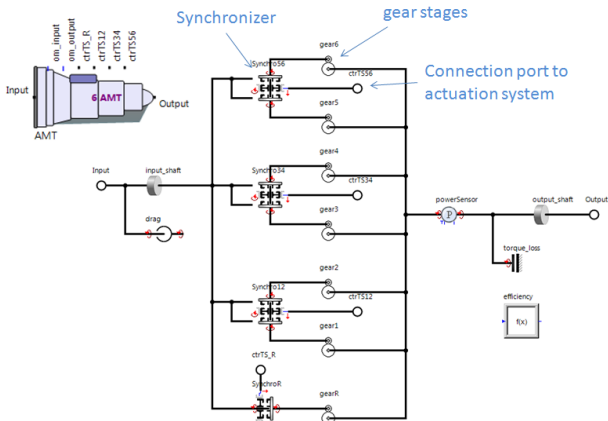 Synchronizer
gear stages
om_input
om_output
ctrTS_R
ctrTS12
ctrTS34
ctrTS56
Input
6 AMT
Output
AMT
gear6
Synchro56
ctrTS56
Connection port to
actuation system
gear5
gear4
Synchro34
ctrTS34
gear3
Input
input_shaft
drag
powerSensor
P
output_shaft
Output
torque_loss
gear2
Synchro12
ctrTS12
gear1
efficiency
f(x)
ctrTS_R
SynchroR
gearR